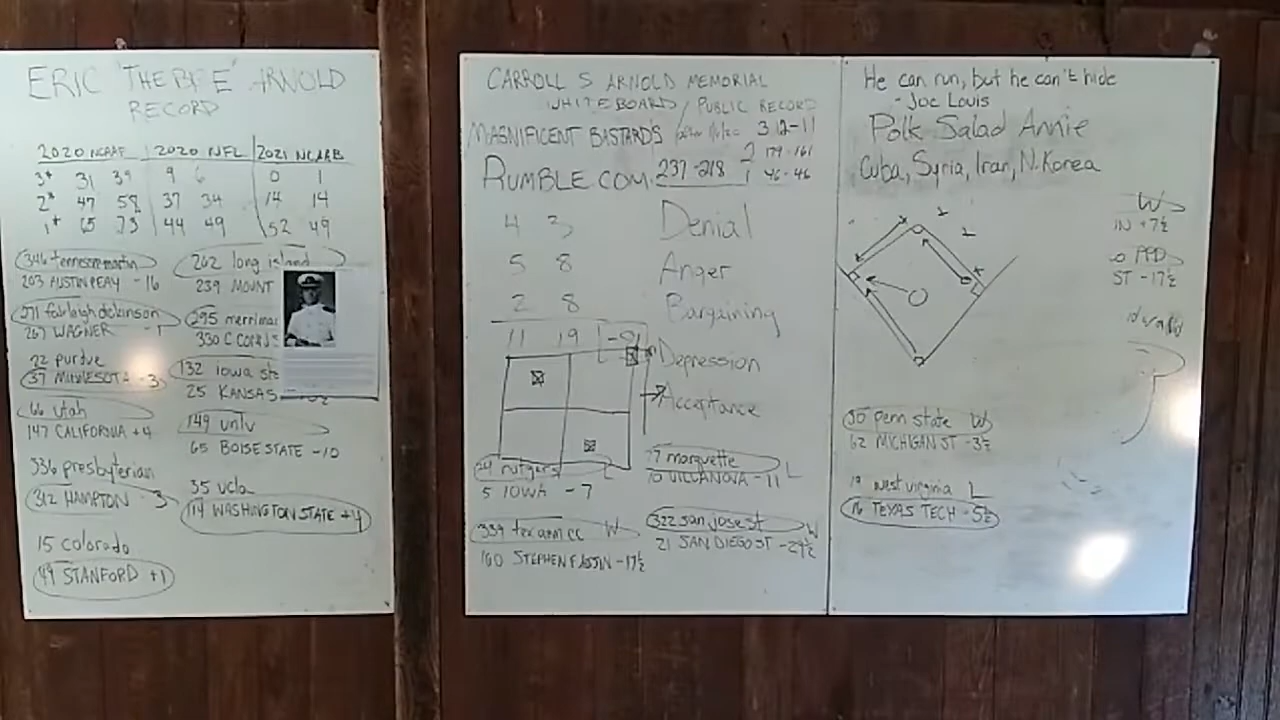 ERIC 'THE BEE' ARNOLD
RECORD
2020 NCAAF 2020 NFL 2021 NCAAB
3* 31 39 9 6 0 1
2* 47 58 37 34 14 14
1* 65 73 44 49 52 49
346 tennesse martin
203 AUSTIN PEAY -16
fairleigh dickinson
267 WAGNER -1
22 purdue
37 MINNESOTA -3
66 utah
147 CALIFORNIA +4
336 presbyterian
312 HAMPTON 3
15 colorado
49 STANFORD +1
262 long island
239 MOUNT
295 merrimac
330 C CONN S
132 iowa sta
25 KANSAS
149 unlv
65 BOISE STATE -10
35 ucla
114 WASHINGTON STATE +4
CARROLL S ARNOLD MEMORIAL
WHITEBOARD / PUBLIC RECORD
MAGNIFICENT BASTARDS 3 12-11
RUMBLE.COM 237-218 2 179-161
1 46-46
4 3 Denial
5 8 Anger
2 8 Bargaining
11 19
Depression
Acceptance
24 rutgers L
5 IOWA -7
339 tex ann cc W
160 STEPHEN F AUSTIN -17½
7 marquette
10 VILLANOVA -11 L
322 san jose st W
21 SAN DIEGO ST -29½
He can run, but he can't hide
- Joe Louis
Polk Salad Annie
Cuba, Syria, Iran, N. Korea
W
IN +7½
PPD
ST -17½
50 penn state W
62 MICHIGAN ST -3½
west virginia L
16 TEXAS TECH -5½